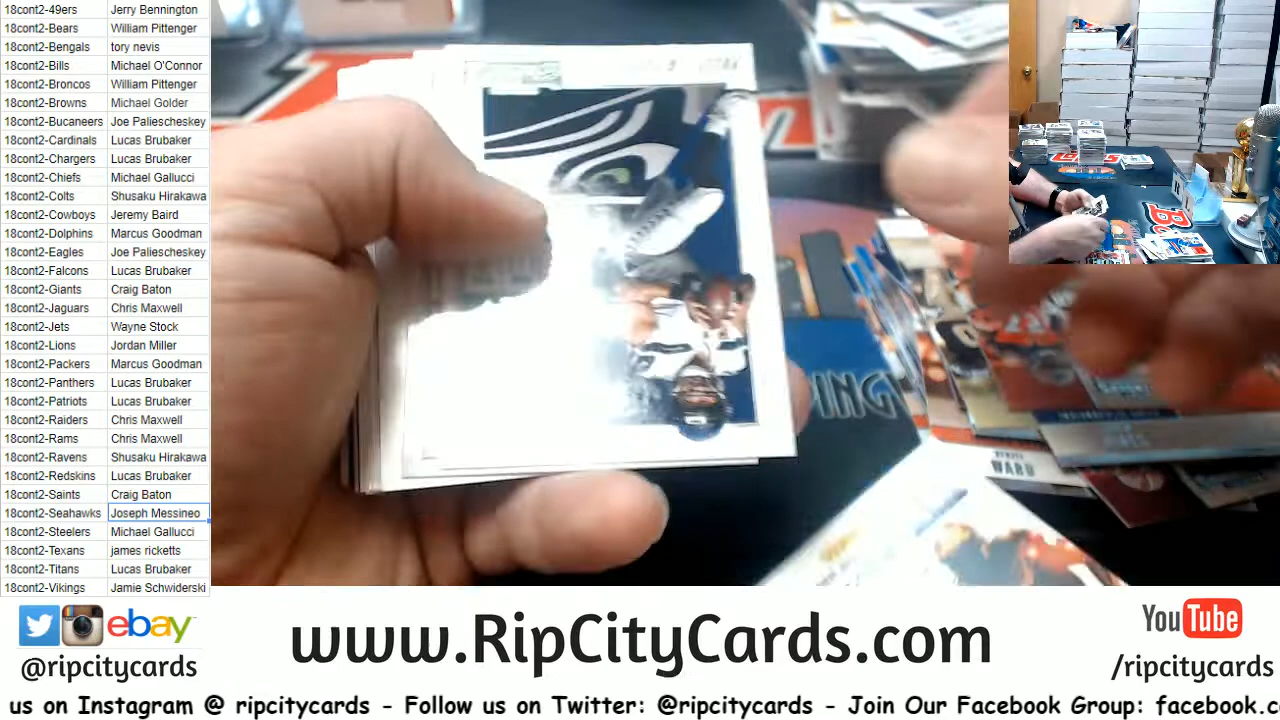 18cont2-49ers Jerry Bennington
18cont2-Bears William Pittenger
18cont2-Bengals tory nevis
18cont2-Bills Michael O'Connor
18cont2-Broncos William Pittenger
18cont2-Browns Michael Golder
18cont2-Bucaneers Joe Paliescheskey
18cont2-Cardinals Lucas Brubaker
18cont2-Chargers Lucas Brubaker
18cont2-Chiefs Michael Gallucci
18cont2-Colts Shusaku Hirakawa
18cont2-Cowboys Jeremy Baird
18cont2-Dolphins Marcus Goodman
18cont2-Eagles Joe Paliescheskey
18cont2-Falcons Lucas Brubaker
18cont2-Giants Craig Baton
18cont2-Jaguars Chris Maxwell
18cont2-Jets Wayne Stock
18cont2-Lions Jordan Miller
18cont2-Packers Marcus Goodman
18cont2-Panthers Lucas Brubaker
18cont2-Patriots Lucas Brubaker
18cont2-Raiders Chris Maxwell
18cont2-Rams Chris Maxwell
18cont2-Ravens Shusaku Hirakawa
18cont2-Redskins Lucas Brubaker
18cont2-Saints Craig Baton
18cont2-Seahawks Joseph Messineo
18cont2-Steelers Michael Gallucci
18cont2-Texans james ricketts
18cont2-Titans Lucas Brubaker
18cont2-Vikings Jamie Schwiderski
WARD
ebay
@ripcitycards
www.RipCityCards.com
YouTube
/ripcitycards
us on Instagram @ ripcitycards - Follow us on Twitter: @ripcitycards - Join Our Facebook Group: facebook.c